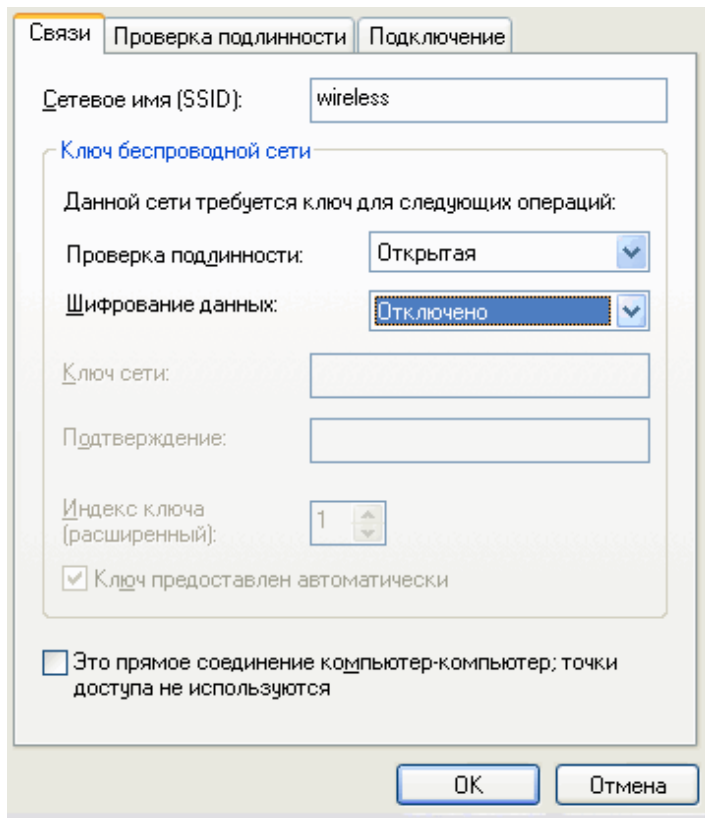 Связи Проверка подлинности Подключение
Сетевое имя (SSID): wireless
Ключ беспроводной сети
Данной сети требуется ключ для следующих операций:
Проверка подлинности: Открытая
Шифрование данных: Отключено
Ключ сети:
Подтверждение:
Индекс ключа 1
(расширенный):
Ключ предоставлен автоматически
Это прямое соединение компьютер-компьютер; точки
доступа не используются
OK Отмена